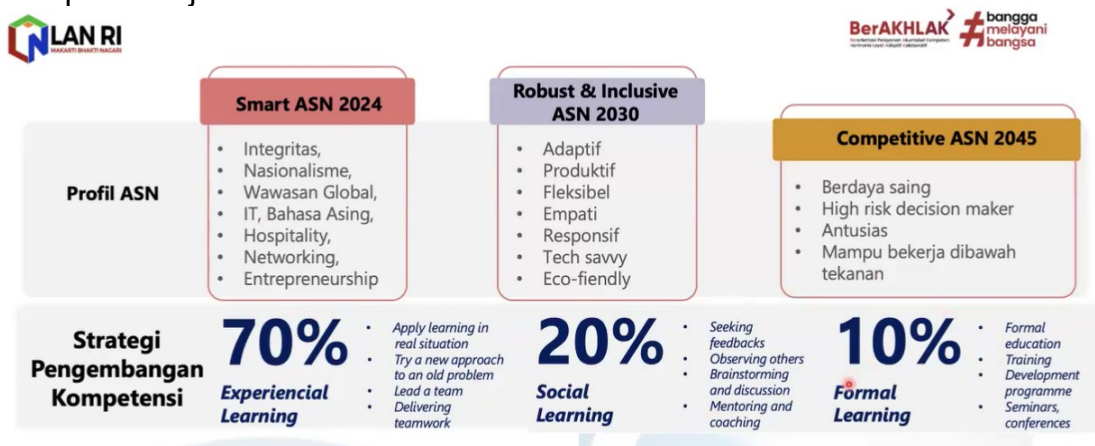 LAN RI
MAKARTI BHAKTI NAGARI
BerAKHLAK
# bangga
melayani
bangsa
Smart ASN 2024
Robust & Inclusive
ASN 2030
Competitive ASN 2045
Profil ASN
• Integritas,
• Nasionalisme,
• Wawasan Global,
• IT, Bahasa Asing,
• Hospitality,
• Networking,
• Entrepreneurship
• Adaptif
• Produktif
• Fleksibel
• Empati
• Responsif
• Tech savvy
• Eco-fiendly
• Berdaya saing
• High risk decision maker
• Antusias
• Mampu bekerja dibawah
tekanan
Strategi
Pengembangan
Kompetensi
70%
Experiencial
Learning
• Apply learning in
real situation
• Try a new approach
to an old problem
• Lead a team
• Delivering
teamwork
20%
Social
Learning
• Seeking
feedbacks
• Observing others
• Brainstorming
and discussion
• Mentoring and
coaching
10%
Formal
Learning
• Formal
education
• Training
• Development
programme
• Seminars,
conferences